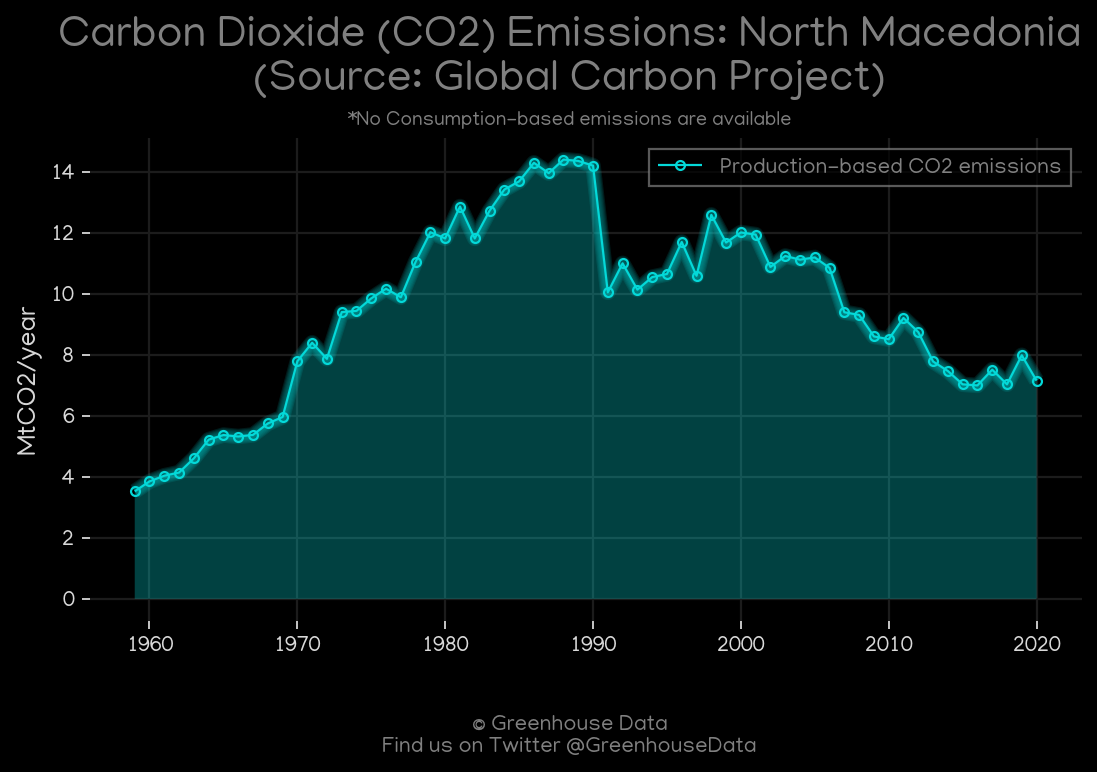 Carbon Dioxide (CO2) Emissions: North Macedonia
(Source: Global Carbon Project)
*No Consumption-based emissions are available
Production-based CO2 emissions
MtCO2/year
14
12
10
8
6
4
2
0
1960 1970 1980 1990 2000 2010 2020
© Greenhouse Data
Find us on Twitter @GreenhouseData